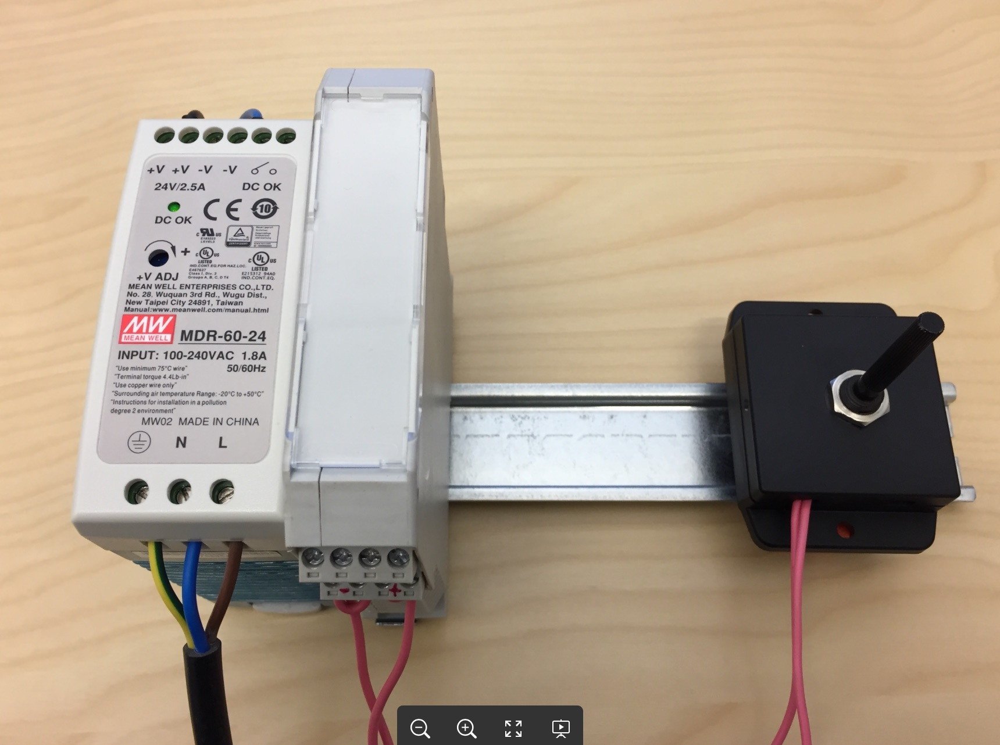 +V +V -V -V
24V/2.5A DC OK
DC OK
CE 10
c RU US
E183223
LEVEL3
+
c UL US
LISTED
IND.CONT.EQ.FOR HAZ.LOC.
E467637
Class I, Div. 2
Groups A, B, C, D T4
c UL US
LISTED
E215312 94A0
IND.CONT.EQ.
+V ADJ
MEAN WELL ENTERPRISES CO.,LTD.
No. 28, Wuquan 3rd Rd., Wugu Dist.,
New Taipei City 24891, Taiwan
Manual:www.meanwell.com/manual.html
MW
MEAN WELL
MDR-60-24
INPUT: 100-240VAC 1.8A
50/60Hz
"Use minimum 75°C wire"
"Terminal torque 4.4Lb-in"
"Use copper wire only"
"Surrounding air temperature Range: -20°C to +50°C"
"Instructions for installation in a pollution
degree 2 environment"
MW02 MADE IN CHINA
N L
- +